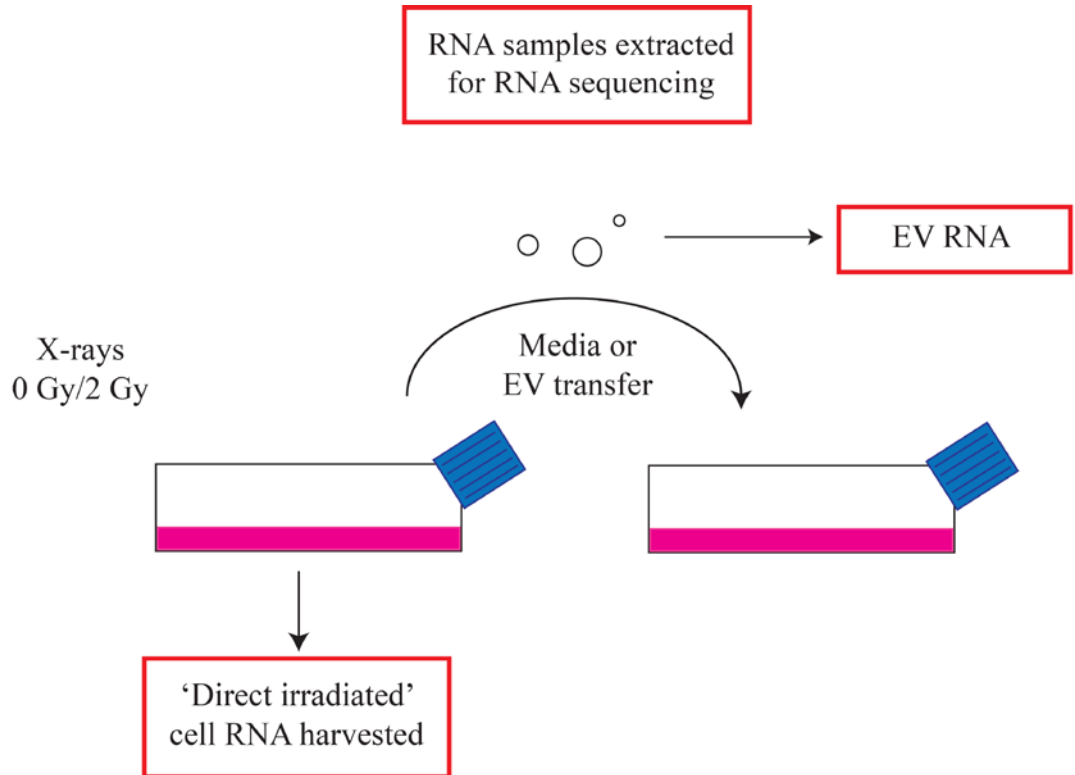 RNA samples extracted
for RNA sequencing
EV RNA
X-rays
0 Gy/2 Gy
Media or
EV transfer
‘Direct irradiated’
cell RNA harvested